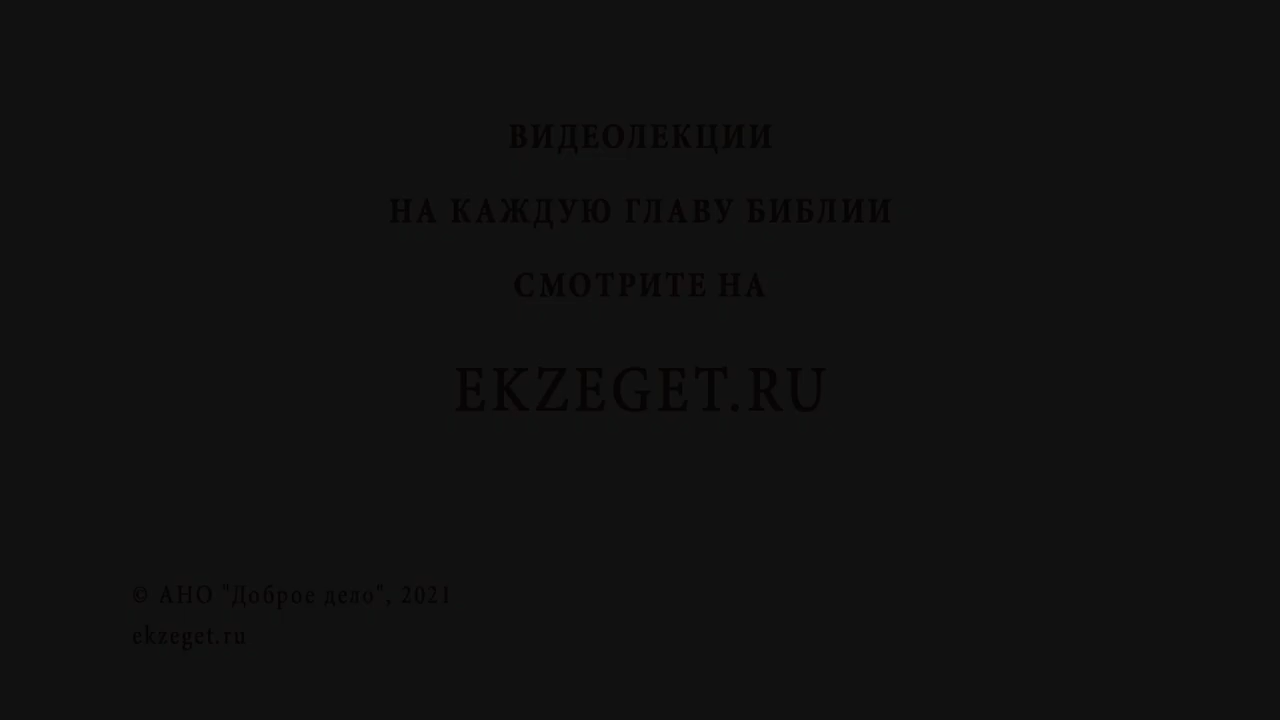 ВИДЕОЛЕКЦИИ
НА КАЖДУЮ ГЛАВУ БИБЛИИ
СМОТРИТЕ НА
EKZEGET.RU
© АНО "Доброе дело", 2021
ekzeget.ru